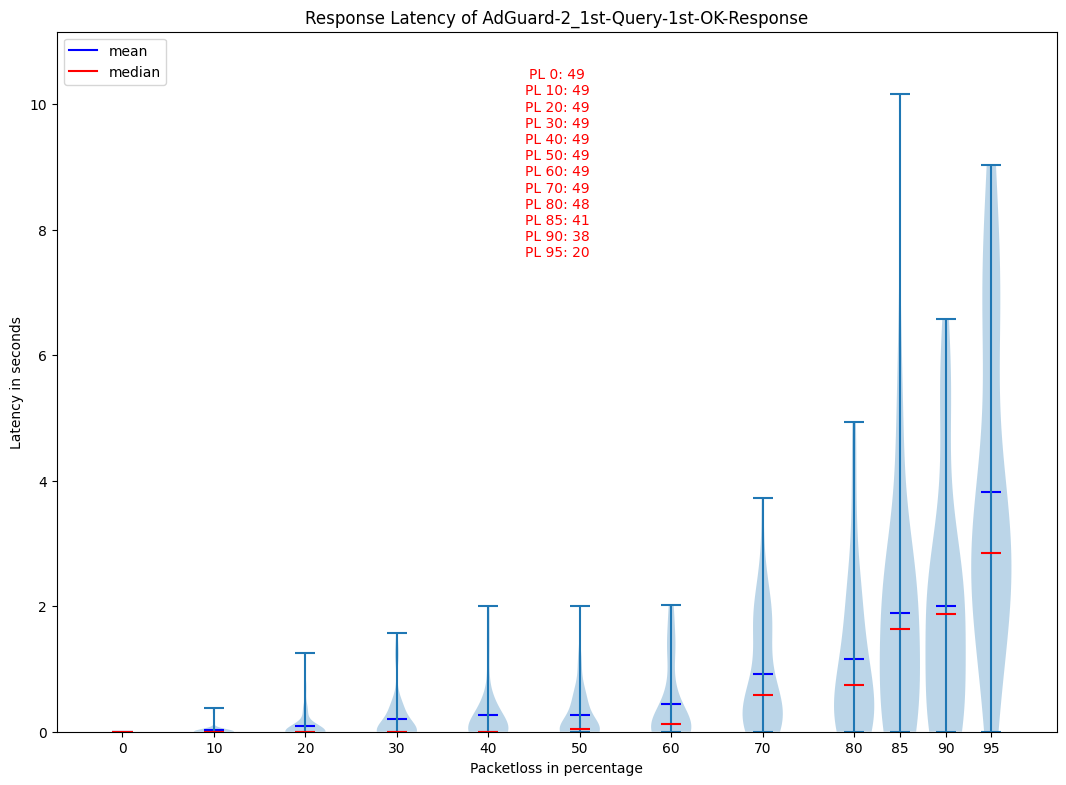 Response Latency of AdGuard-2_1st-Query-1st-OK-Response
mean
median
PL 0: 49
PL 10: 49
PL 20: 49
PL 30: 49
PL 40: 49
PL 50: 49
PL 60: 49
PL 70: 49
PL 80: 48
PL 85: 41
PL 90: 38
PL 95: 20
Latency in seconds
10
8
6
4
2
0
0 10 20 30 40 50 60 70 80 85 90 95
Packetloss in percentage